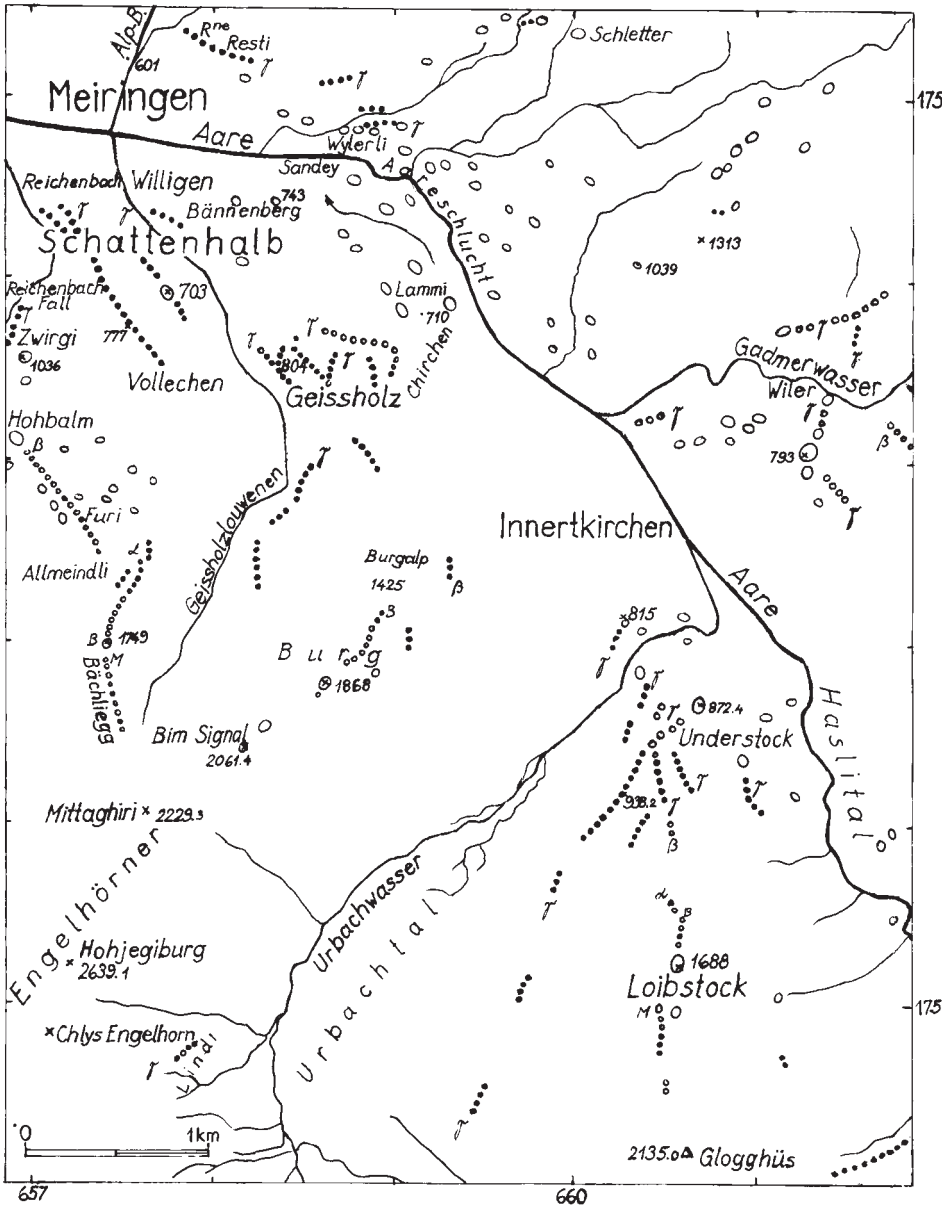 Alp-B.
Rne
Resti
γ
Schletter
601
Meiringen
175
Aare
Wylerli
γ
Sandey
Aareschlucht
Reichenbach
Willigen
743
Bännenberg
γ
γ
Schattenhalb
1313
1039
Reichenbach
Fall
703
Lammi
710
γ
Zwirgi
1036
777
γ
γ
γ
γ
γ
804
Chirchen
Gadmerwasser
Vollechen
Geissholz
Wiler
γ
γ
Hohbalm
β
γ
793
β
γ
Furi
Geissholzlouwenen
Innertkirchen
α
Allmeindli
Burgalp
1425
β
Aare
B
1749
M
Bächliegg
B
815
γ
Burg
1868
γ
872.4
γ
Understock
Haslital
Bim Signal
2061.4
γ
γ
γ
938.2
β
Mittaghiri
2229.3
Engelhörner
Urbachwasser
Urbachtal
γ
α
β
Hohjegiburg
2639.1
1688
Loibstock
M
175
Chlys Engelhorn
γ
Lindl
γ
0
1km
2135.0
Glogghüs
657
660